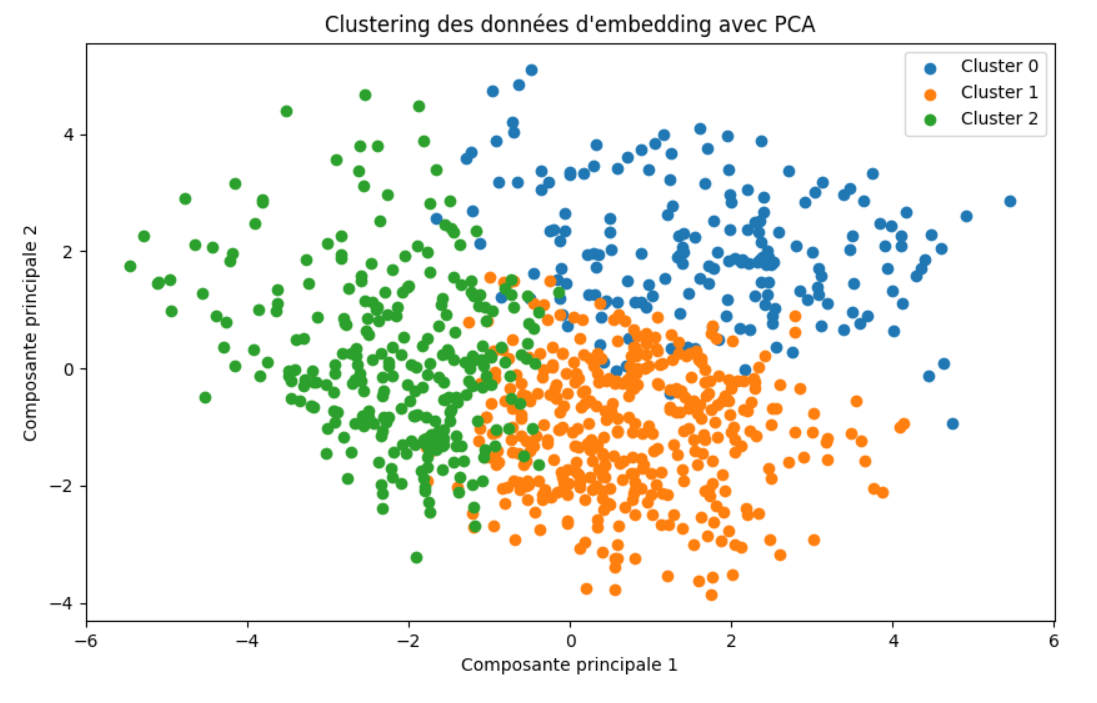 Clustering des données d'embedding avec PCA
Cluster 0
Cluster 1
Cluster 2
Composante principale 2
4
2
0
−2
−4
−6
−4
−2
0
2
4
6
Composante principale 1